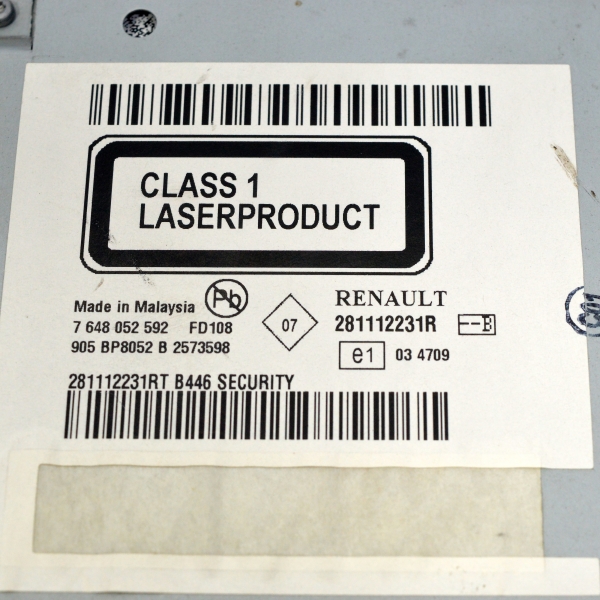 CLASS 1
LASERPRODUCT
Made in Malaysia Pb
7 648 052 592 FD108
905 BP8052 B 2573598
07
RENAULT
281112231R B
e1 03 4709
281112231RT B446 SECURITY